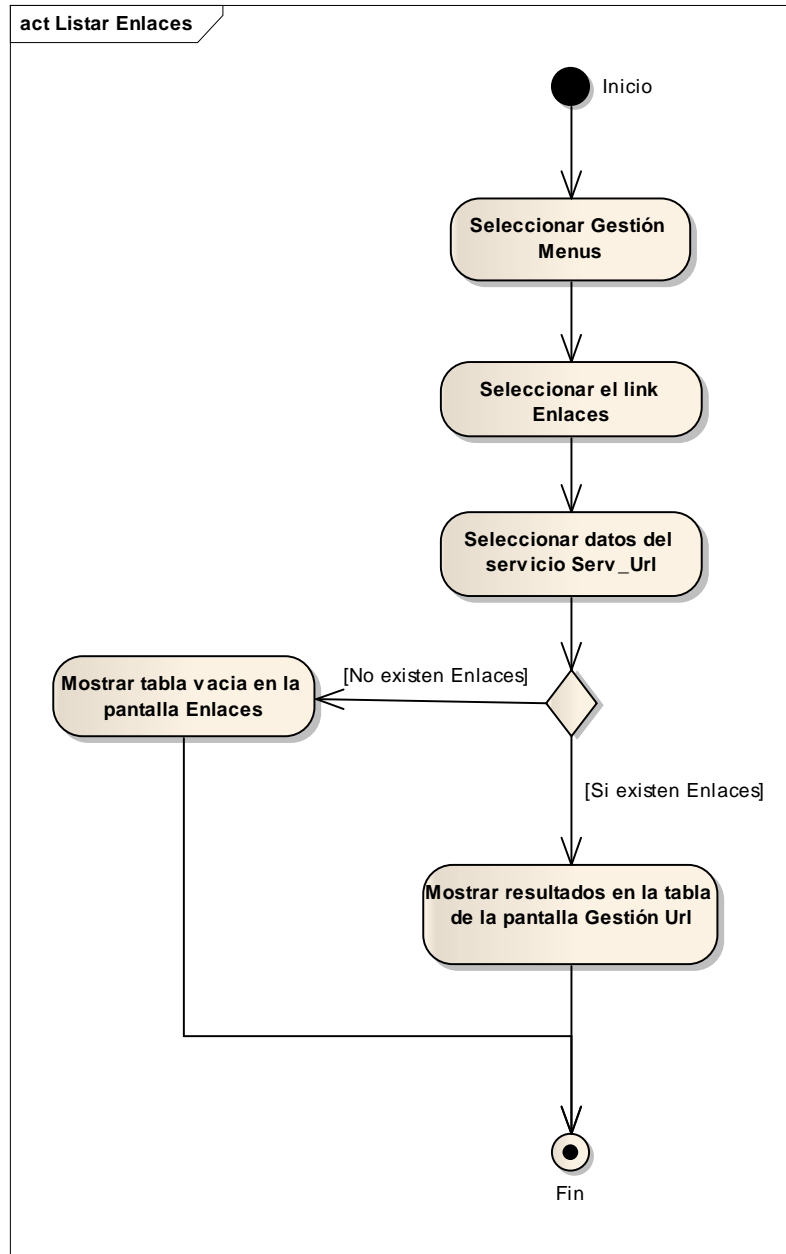 act Listar Enlaces
Inicio
Seleccionar Gestión
Menus
Seleccionar el link
Enlaces
Seleccionar datos del
servicio Serv_Url
[No existen Enlaces]
Mostrar tabla vacia en la
pantalla Enlaces
[Si existen Enlaces]
Mostrar resultados en la tabla
de la pantalla Gestión Url
Fin